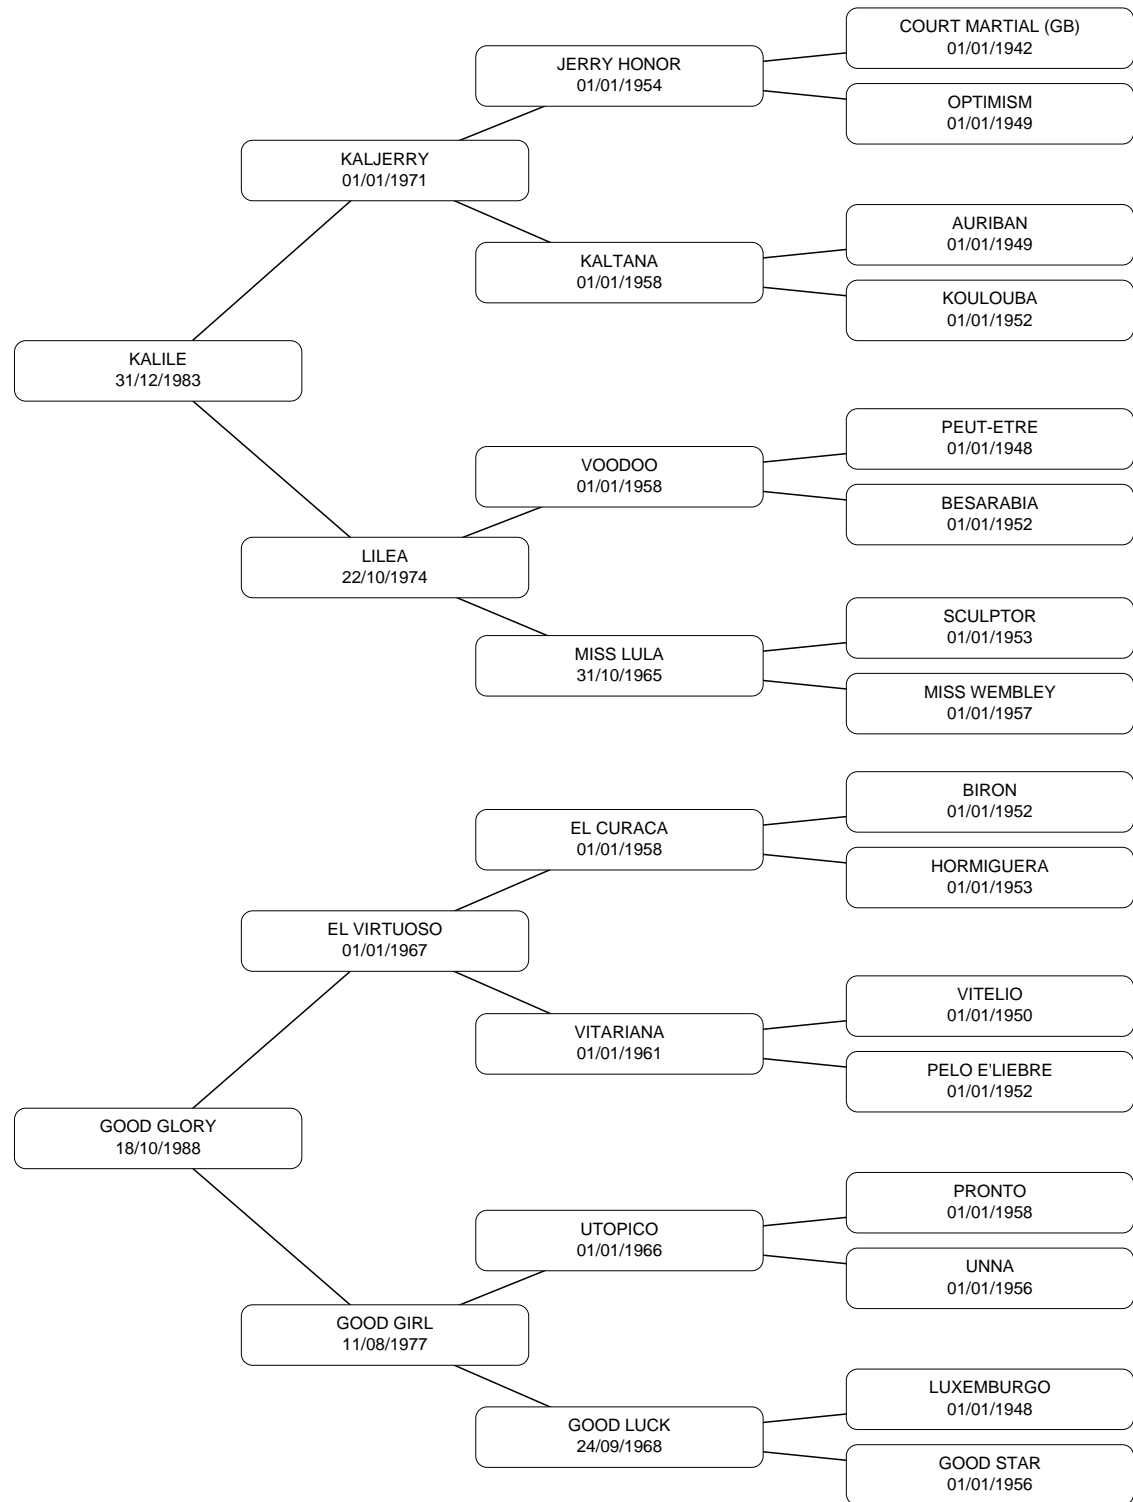 COURT MARTIAL (GB)
01/01/1942
JERRY HONOR
01/01/1954
OPTIMISM
01/01/1949
KALJERRY
01/01/1971
AURIBAN
01/01/1949
KALTANA
01/01/1958
KOULOUBA
01/01/1952
KALILE
31/12/1983
PEUT-ETRE
01/01/1948
VOODOO
01/01/1958
BESARABIA
01/01/1952
LILEA
22/10/1974
SCULPTOR
01/01/1953
MISS LULA
31/10/1965
MISS WEMBLEY
01/01/1957
BIRON
01/01/1952
EL CURACA
01/01/1958
HORMIGUERA
01/01/1953
EL VIRTUOSO
01/01/1967
VITELIO
01/01/1950
VITARIANA
01/01/1961
PELO E'LIEBRE
01/01/1952
GOOD GLORY
18/10/1988
PRONTO
01/01/1958
UTOPICO
01/01/1966
UNNA
01/01/1956
GOOD GIRL
11/08/1977
LUXEMBURGO
01/01/1948
GOOD LUCK
24/09/1968
GOOD STAR
01/01/1956